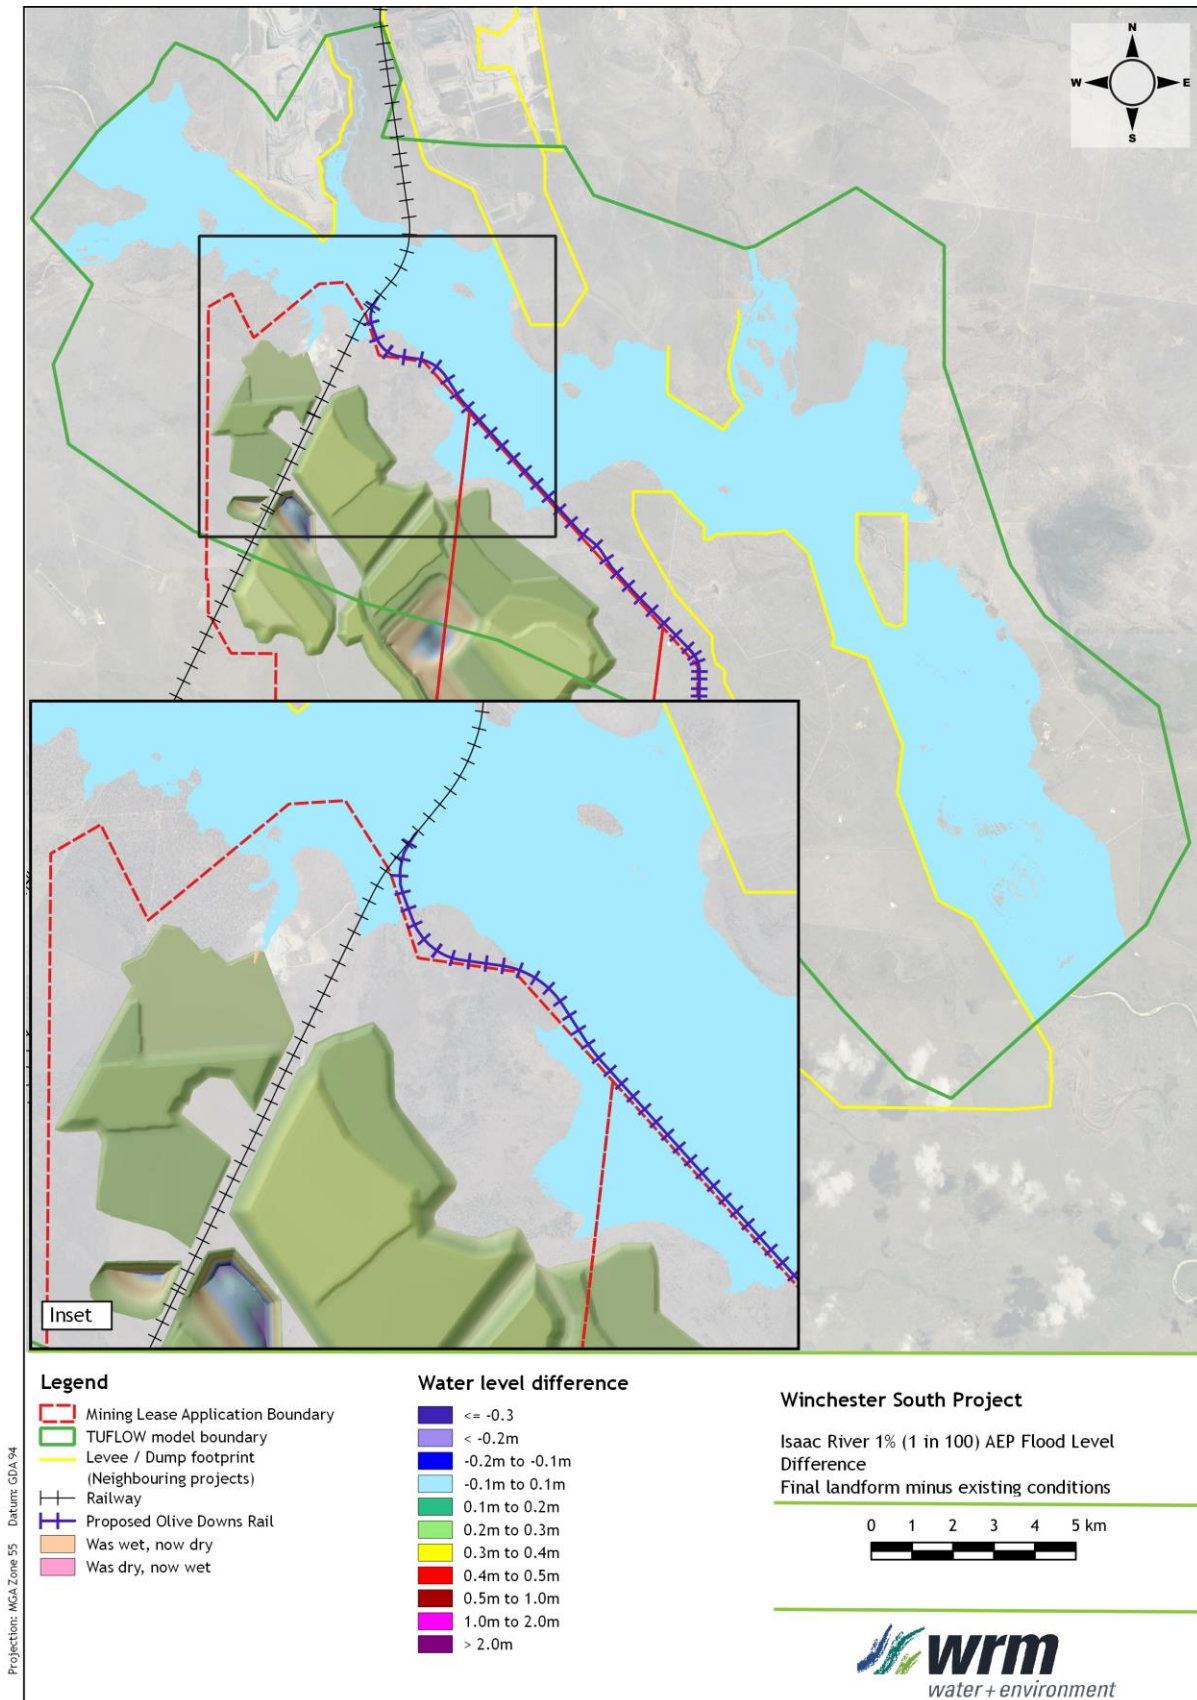 N
W E
S
Inset
Legend
Mining Lease Application Boundary
TUFLOW model boundary
Levee / Dump footprint
(Neighbouring projects)
Railway
Proposed Olive Downs Rail
Was wet, now dry
Was dry, now wet
Water level difference
<= -0.3
< -0.2m
-0.2m to -0.1m
-0.1m to 0.1m
0.1m to 0.2m
0.2m to 0.3m
0.3m to 0.4m
0.4m to 0.5m
0.5m to 1.0m
1.0m to 2.0m
> 2.0m
Winchester South Project
Isaac River 1% (1 in 100) AEP Flood Level
Difference
Final landform minus existing conditions
0 1 2 3 4 5 km
wrm
water + environment
Projection: MGA Zone 55 Datum: GDA 94